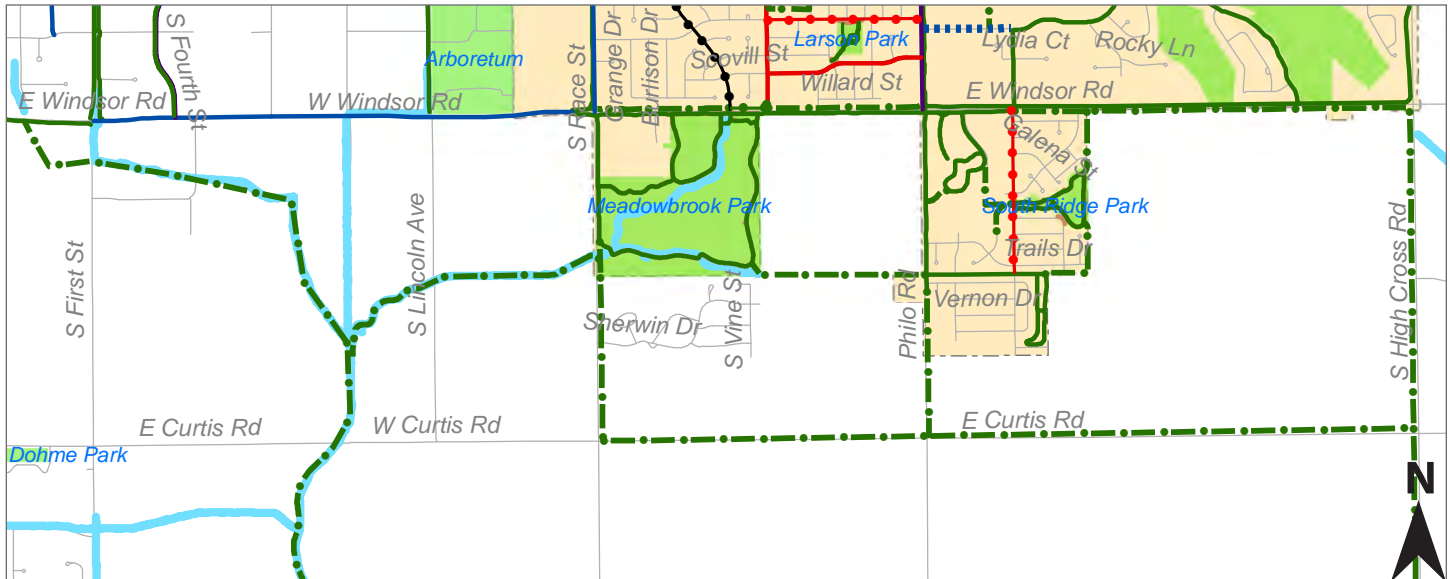 S Fourth St
Grange Dr
Burlison Dr
S Race St
Larson Park
Lydia Ct
Rocky Ln
Scovill St
Arboretum
Willard St
E Windsor Rd
W Windsor Rd
E Windsor Rd
Galena St
Meadowbrook Park
South Ridge Park
S First St
S Lincoln Ave
S Vine St
Philo Rd
Trails Dr
S High Cross Rd
Vernon Dr
Sherwin Dr
E Curtis Rd
W Curtis Rd
E Curtis Rd
Dohme Park
N